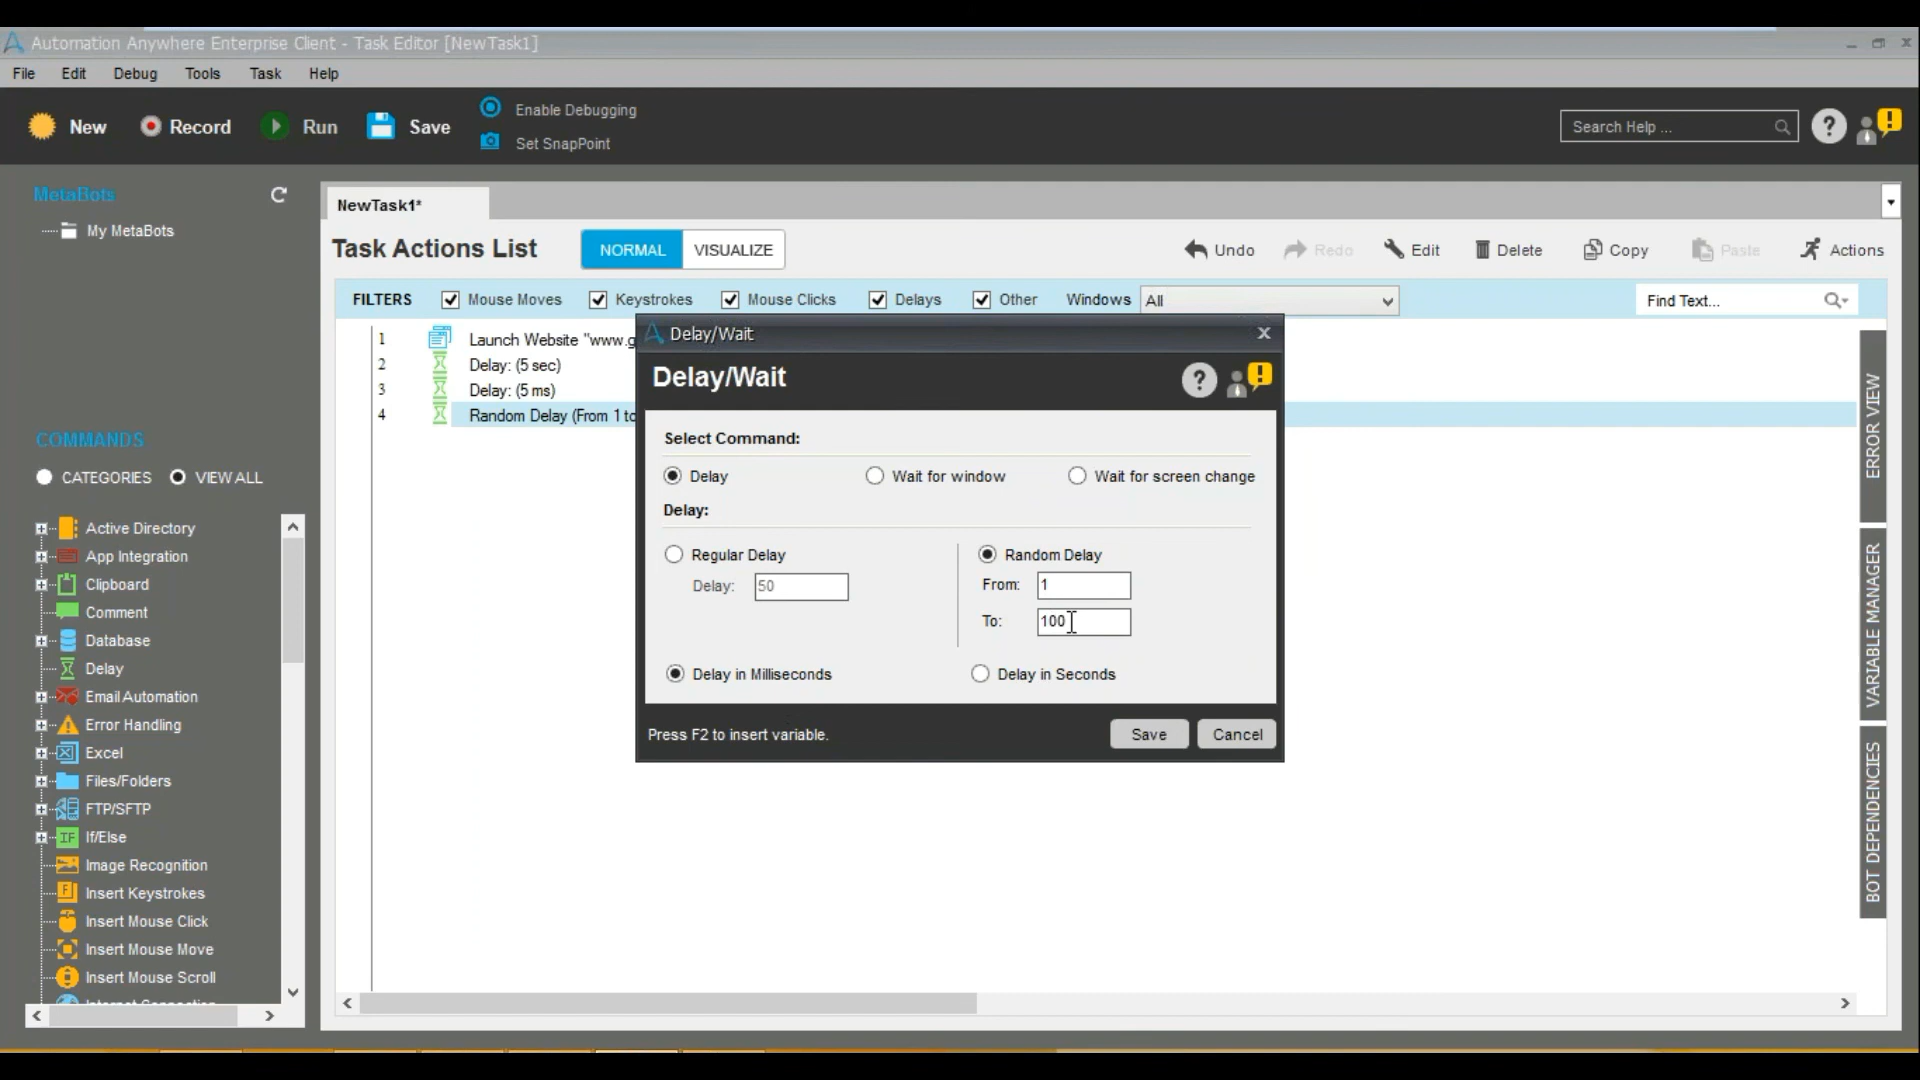 Automation Anywhere Enterprise Client - Task Editor [NewTask1]
File Edit Debug Tools Task Help
New Record Run Save
Enable Debugging
Set SnapPoint
Search Help ...
MetaBots
My MetaBots
NewTask1*
Task Actions List NORMAL VISUALIZE Undo Redo Edit Delete Copy Paste Actions
FILTERS Mouse Moves Keystrokes Mouse Clicks Delays Other Windows All Find Text...
1 Launch Website "www.g
2 Delay: (5 sec)
3 Delay: (5 ms)
4 Random Delay (From 1 to
Delay/Wait
Delay/Wait
Select Command:
Delay Wait for window Wait for screen change
Delay:
Regular Delay Random Delay
Delay: 50 From: 1
To: 100
Delay in Milliseconds Delay in Seconds
Press F2 to insert variable. Save Cancel
COMMANDS
CATEGORIES VIEW ALL
Active Directory
App Integration
Clipboard
Comment
Database
Delay
Email Automation
Error Handling
Excel
Files/Folders
FTP/SFTP
IF If/Else
Image Recognition
Insert Keystrokes
Insert Mouse Click
Insert Mouse Move
Insert Mouse Scroll
Internet Connection
ERROR VIEW
VARIABLE MANAGER
BOT DEPENDENCIES